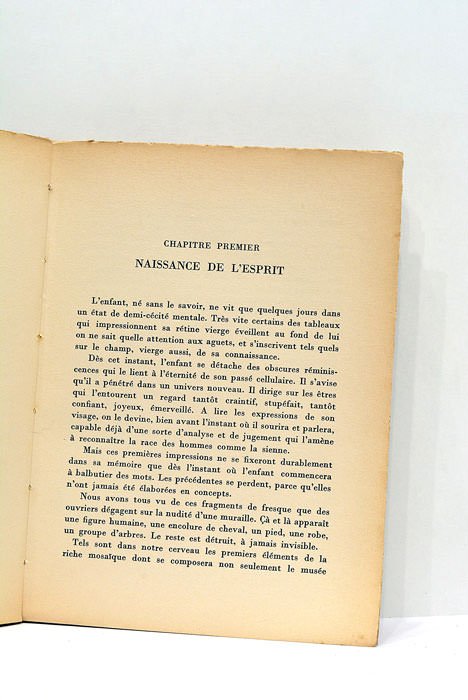 CHAPITRE PREMIER
NAISSANCE DE L'ESPRIT
L'enfant, né sans le savoir, ne vit que quelques jours dans
un état de demi-cécité mentale. Très vite certains des tableaux
qui impressionnent sa rétine vierge éveillent au fond de lui
on ne sait quelle attention aux aguets, et s'inscrivent tels quels
sur le champ, vierge aussi, de sa connaissance.
Dès cet instant, l'enfant se détache des obscures réminis-
cences qui le lient à l'éternité de son passé cellulaire. Il s'avise
qu'il a pénétré dans un univers nouveau. Il dirige sur les êtres
qui l'entourent un regard tantôt craintif, stupéfait, tantôt
confiant, joyeux, émerveillé. A lire les expressions de son
visage, on le devine, bien avant l'instant où il sourira et parlera,
capable déjà d'une sorte d'analyse et de jugement qui l'amène
à reconnaître la race des hommes comme la sienne.
Mais ces premières impressions ne se fixeront durablement
dans sa mémoire que dès l'instant où l'enfant commencera
à balbutier des mots. Les précédentes se perdent, parce qu'elles
n'ont jamais été élaborées en concepts.
Nous avons tous vu de ces fragments de fresque que des
ouvriers dégagent sur la nudité d'une muraille. Çà et là apparaît
une figure humaine, une encolure de cheval, un pied, une robe,
un groupe d'arbres. Le reste est détruit, à jamais invisible.
Tels sont dans notre cerveau les premiers éléments de la
riche mosaïque dont se composera non seulement le musée